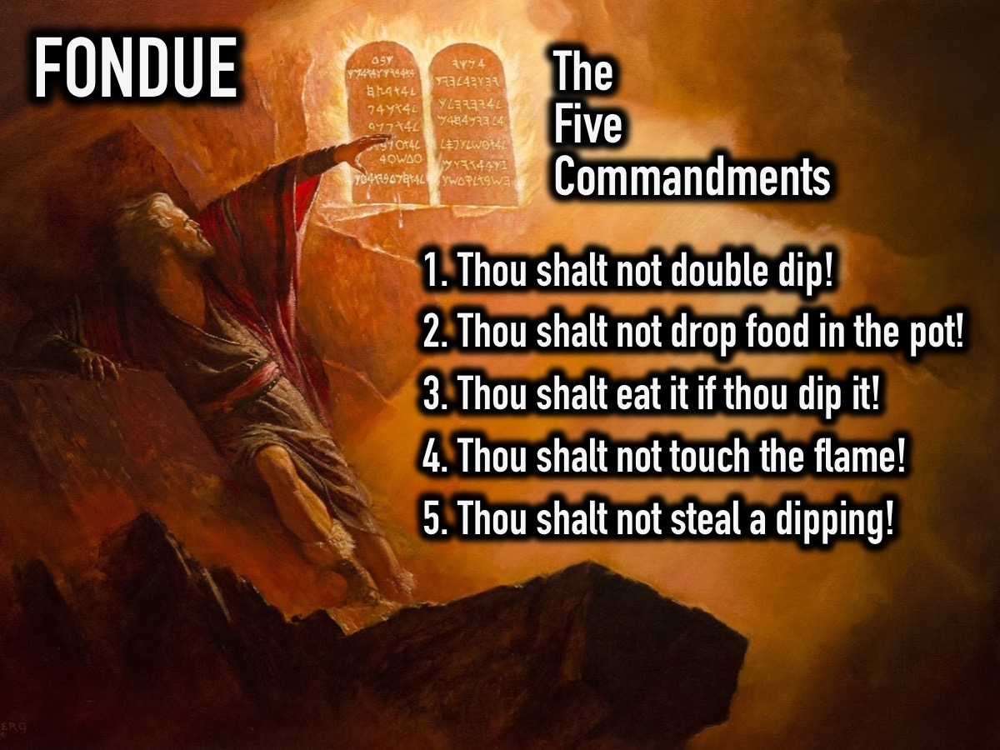 FONDUE
The
Five
Commandments
1. Thou shalt not double dip!
2. Thou shalt not drop food in the pot!
3. Thou shalt eat it if thou dip it!
4. Thou shalt not touch the flame!
5. Thou shalt not steal a dipping!
ERG